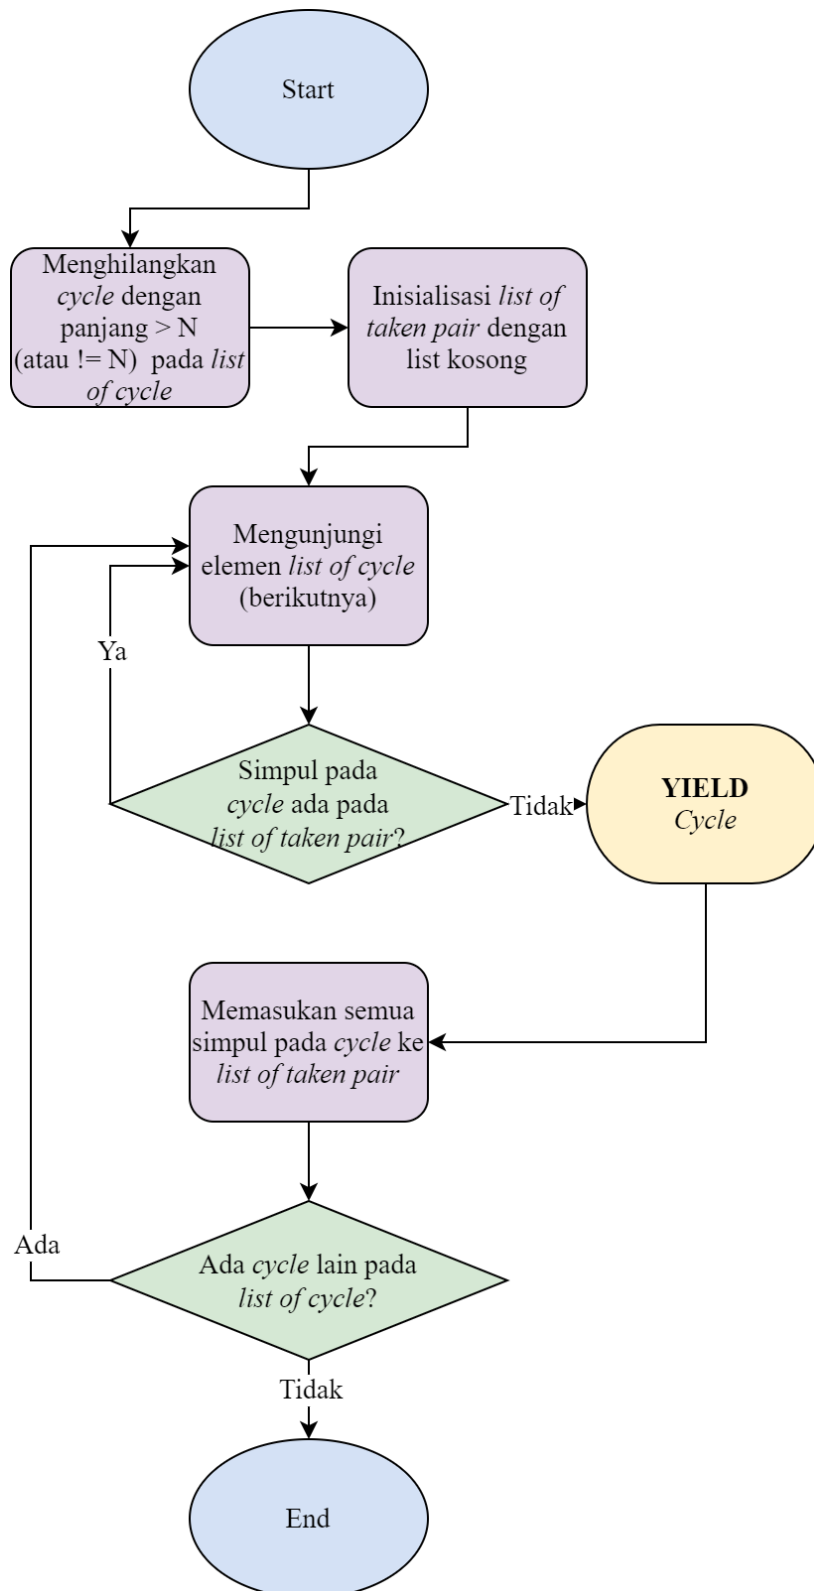 Start
Menghilangkan
cycle dengan
panjang > N
(atau != N) pada list
of cycle
Inisialisasi list of
taken pair dengan
list kosong
Mengunjungi
elemen list of cycle
(berikutnya)
Ya
Simpul pada
cycle ada pada
list of taken pair?
Tidak
YIELD
Cycle
Memasukan semua
simpul pada cycle ke
list of taken pair
Ada
Ada cycle lain pada
list of cycle?
Tidak
End